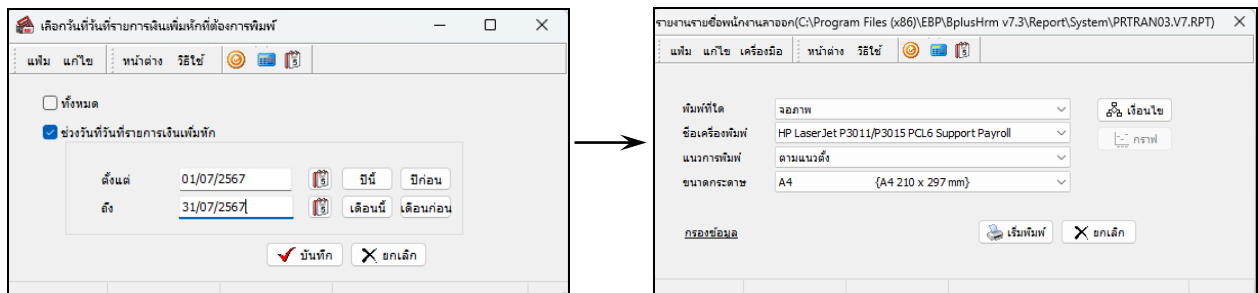 เลือกวันที่วันที่รายการเงินเพิ่มหักที่ต้องการพิมพ์
แฟ้ม แก้ไข หน้าต่าง วิธีใช้
ทั้งหมด
ช่วงวันที่วันที่รายการเงินเพิ่มหัก
ตั้งแต่ 01/07/2567 ปีนี้ ปีก่อน
ถึง 31/07/2567 เดือนนี้ เดือนก่อน
บันทึก ยกเลิก
รายงานรายชื่อพนักงานลาออก(C:\Program Files (x86)\EBP\BplusHrm v7.3\Report\System\PRTRAN03.V7.RPT)
แฟ้ม แก้ไข เครื่องมือ หน้าต่าง วิธีใช้
พิมพ์ที่ใด จอภาพ เงื่อนไข
ชื่อเครื่องพิมพ์ HP LaserJet P3011/P3015 PCL6 Support Payroll กราฟ
แนวการพิมพ์ ตามแนวตั้ง
ขนาดกระดาษ A4 {A4 210 x 297 mm}
กรองข้อมูล เริ่มพิมพ์ ยกเลิก